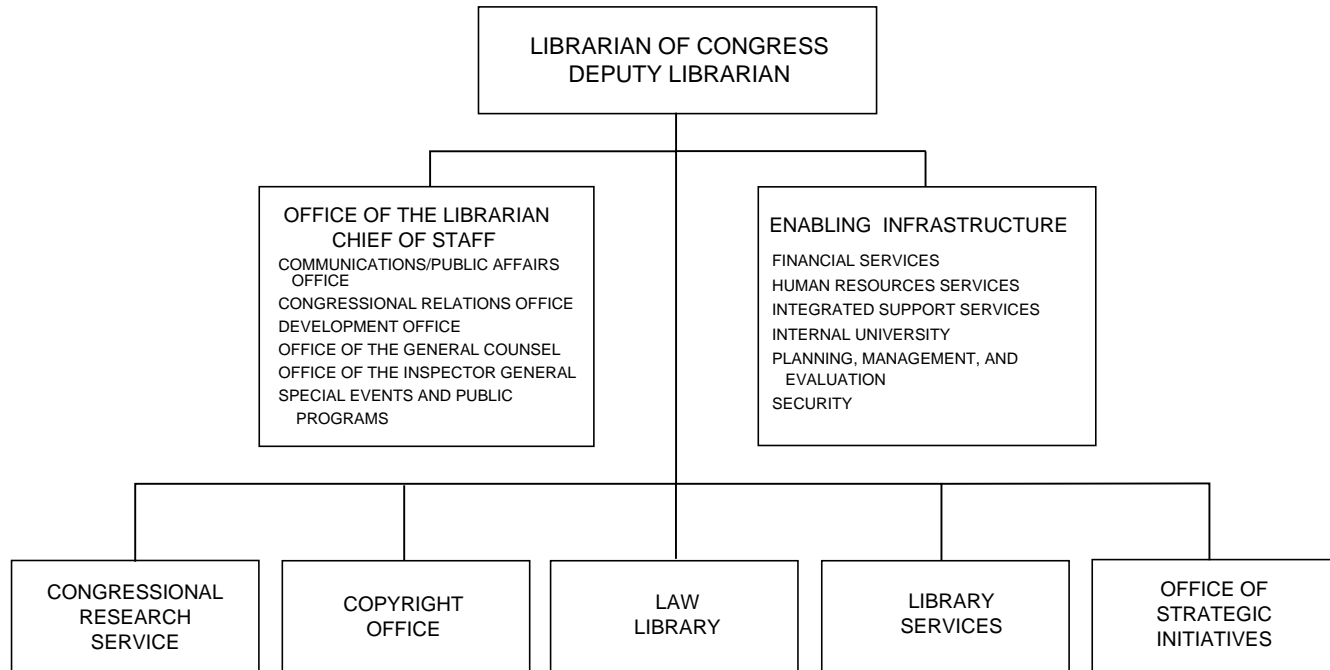 LIBRARIAN OF CONGRESS
DEPUTY LIBRARIAN
OFFICE OF THE LIBRARIAN
CHIEF OF STAFF
COMMUNICATIONS/PUBLIC AFFAIRS
OFFICE
CONGRESSIONAL RELATIONS OFFICE
DEVELOPMENT OFFICE
OFFICE OF THE GENERAL COUNSEL
OFFICE OF THE INSPECTOR GENERAL
SPECIAL EVENTS AND PUBLIC
PROGRAMS
ENABLING INFRASTRUCTURE
FINANCIAL SERVICES
HUMAN RESOURCES SERVICES
INTEGRATED SUPPORT SERVICES
INTERNAL UNIVERSITY
PLANNING, MANAGEMENT, AND
EVALUATION
SECURITY
CONGRESSIONAL
RESEARCH
SERVICE
COPYRIGHT
OFFICE
LAW
LIBRARY
LIBRARY
SERVICES
OFFICE OF
STRATEGIC
INITIATIVES